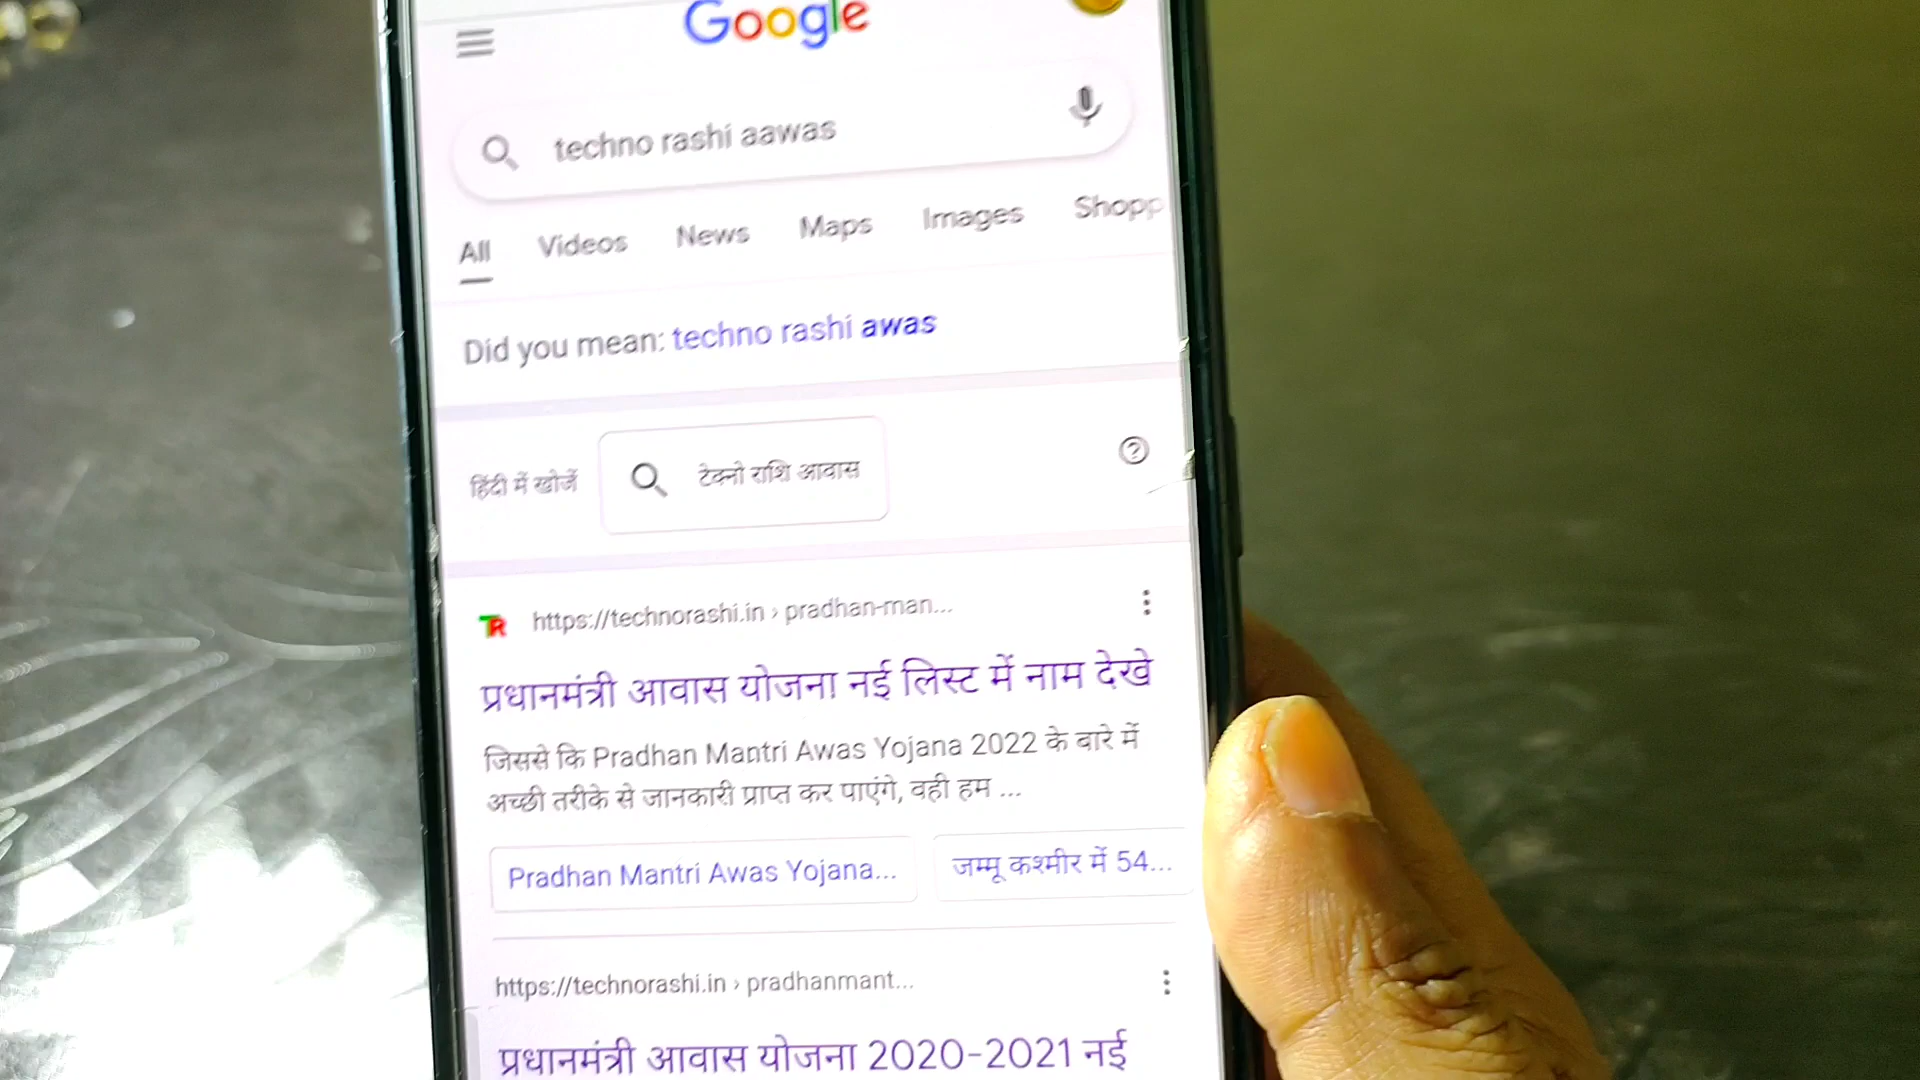 Google
techno rashi aawas
All Videos News Maps Images Shopp
Did you mean: techno rashi awas
हिंदी में खोजें टेक्नो राशि आवास
TR https://technorashi.in › pradhan-man...
प्रधानमंत्री आवास योजना नई लिस्ट में नाम देखे
जिससे कि Pradhan Mantri Awas Yojana 2022 के बारे में
अच्छी तरीके से जानकारी प्राप्त कर पाएंगे, वही हम ...
Pradhan Mantri Awas Yojana... जम्मू कश्मीर में 54...
https://technorashi.in › pradhanmant...
प्रधानमंत्री आवास योजना 2020-2021 नई